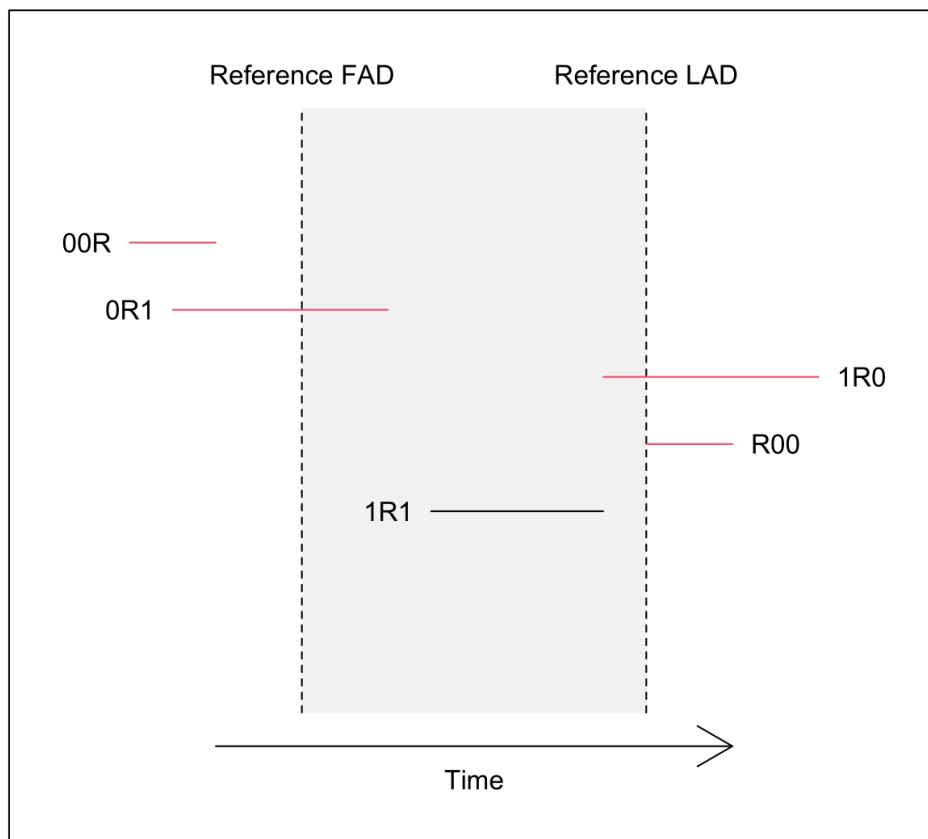 Reference FAD
Reference LAD
00R
0R1
1R0
R00
1R1
Time